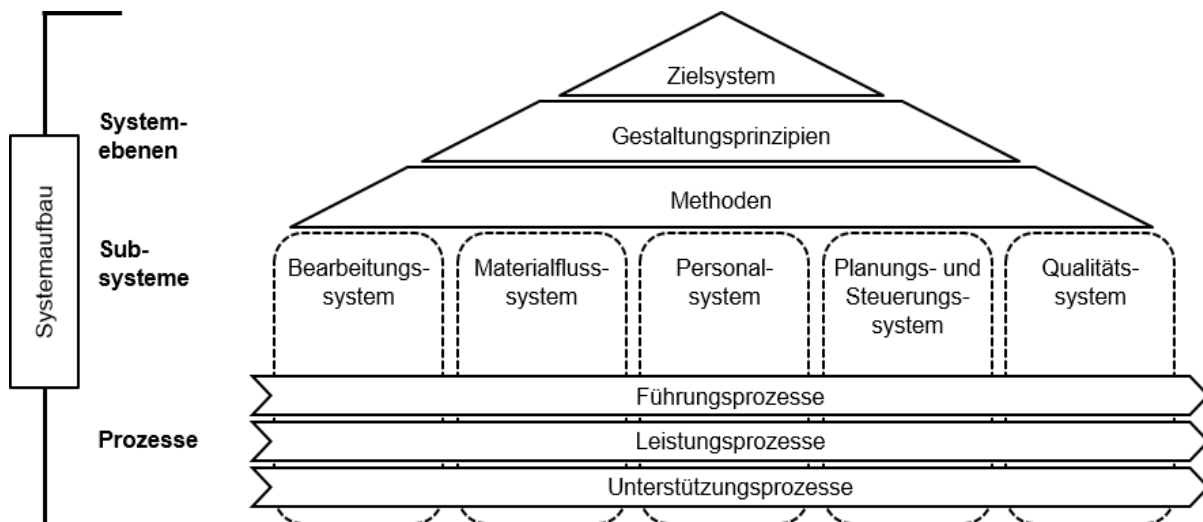 Zielsystem
System-
ebenen
Gestaltungsprinzipien
Methoden
Systemaufbau
Sub-
systeme
Bearbeitungs-
system
Materialfluss-
system
Personal-
system
Planungs- und
Steuerungs-
system
Qualitäts-
system
Führungsprozesse
Prozesse
Leistungsprozesse
Unterstützungsprozesse